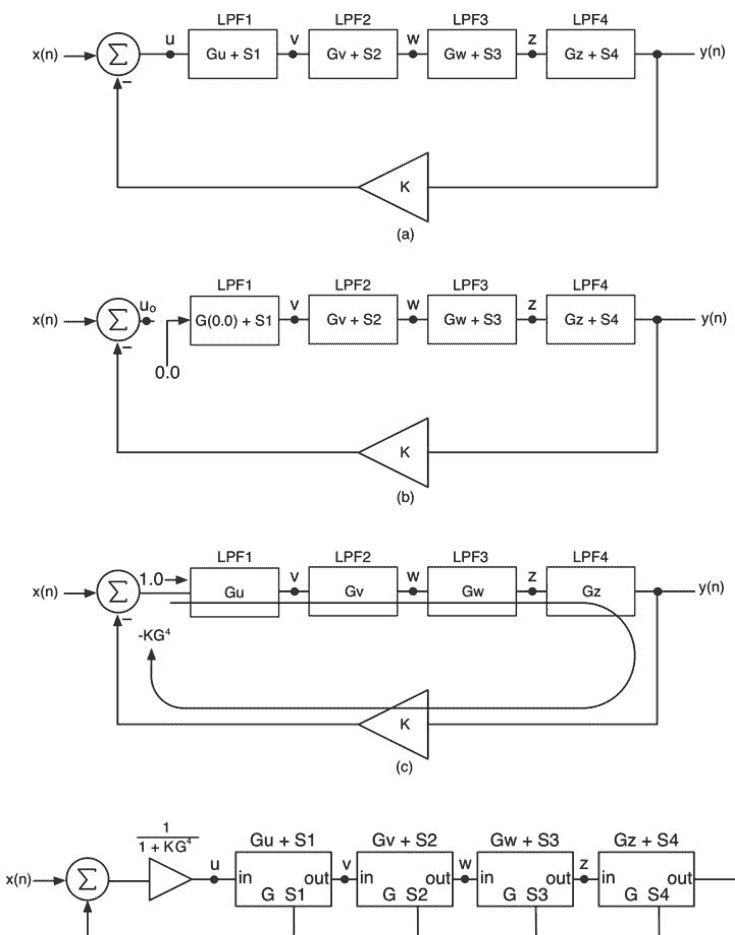 LPF1 LPF2 LPF3 LPF4
x(n) Σ u Gu + S1 v Gv + S2 w Gw + S3 z Gz + S4 y(n)
−
K
(a)
LPF1 LPF2 LPF3 LPF4
x(n) Σ u₀ G(0.0) + S1 v Gv + S2 w Gw + S3 z Gz + S4 y(n)
−
0.0
K
(b)
LPF1 LPF2 LPF3 LPF4
x(n) Σ 1.0 Gu v Gv w Gw z Gz y(n)
−
-KG⁴
K
(c)
1
1 + KG⁴
Gu + S1 Gv + S2 Gw + S3 Gz + S4
x(n) Σ u in out v in out w in out z in out
G S1 G S2 G S3 G S4